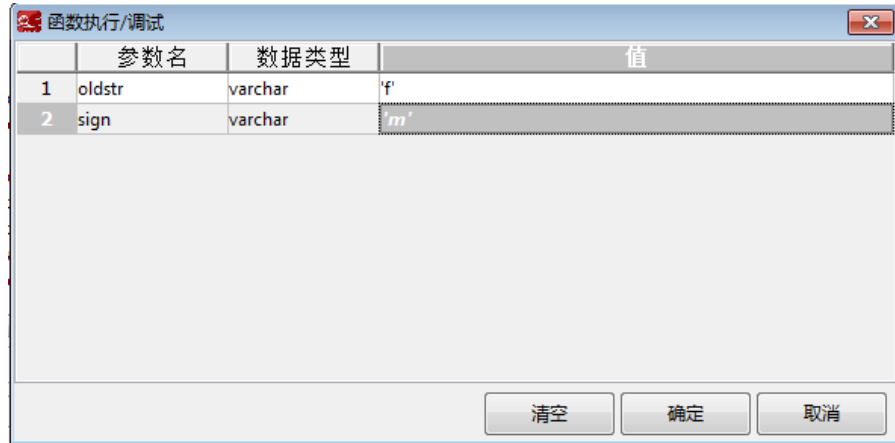 函数执行/调试
参数名 数据类型 值
1 oldstr varchar 'f'
2 sign varchar 'm'
清空 确定 取消